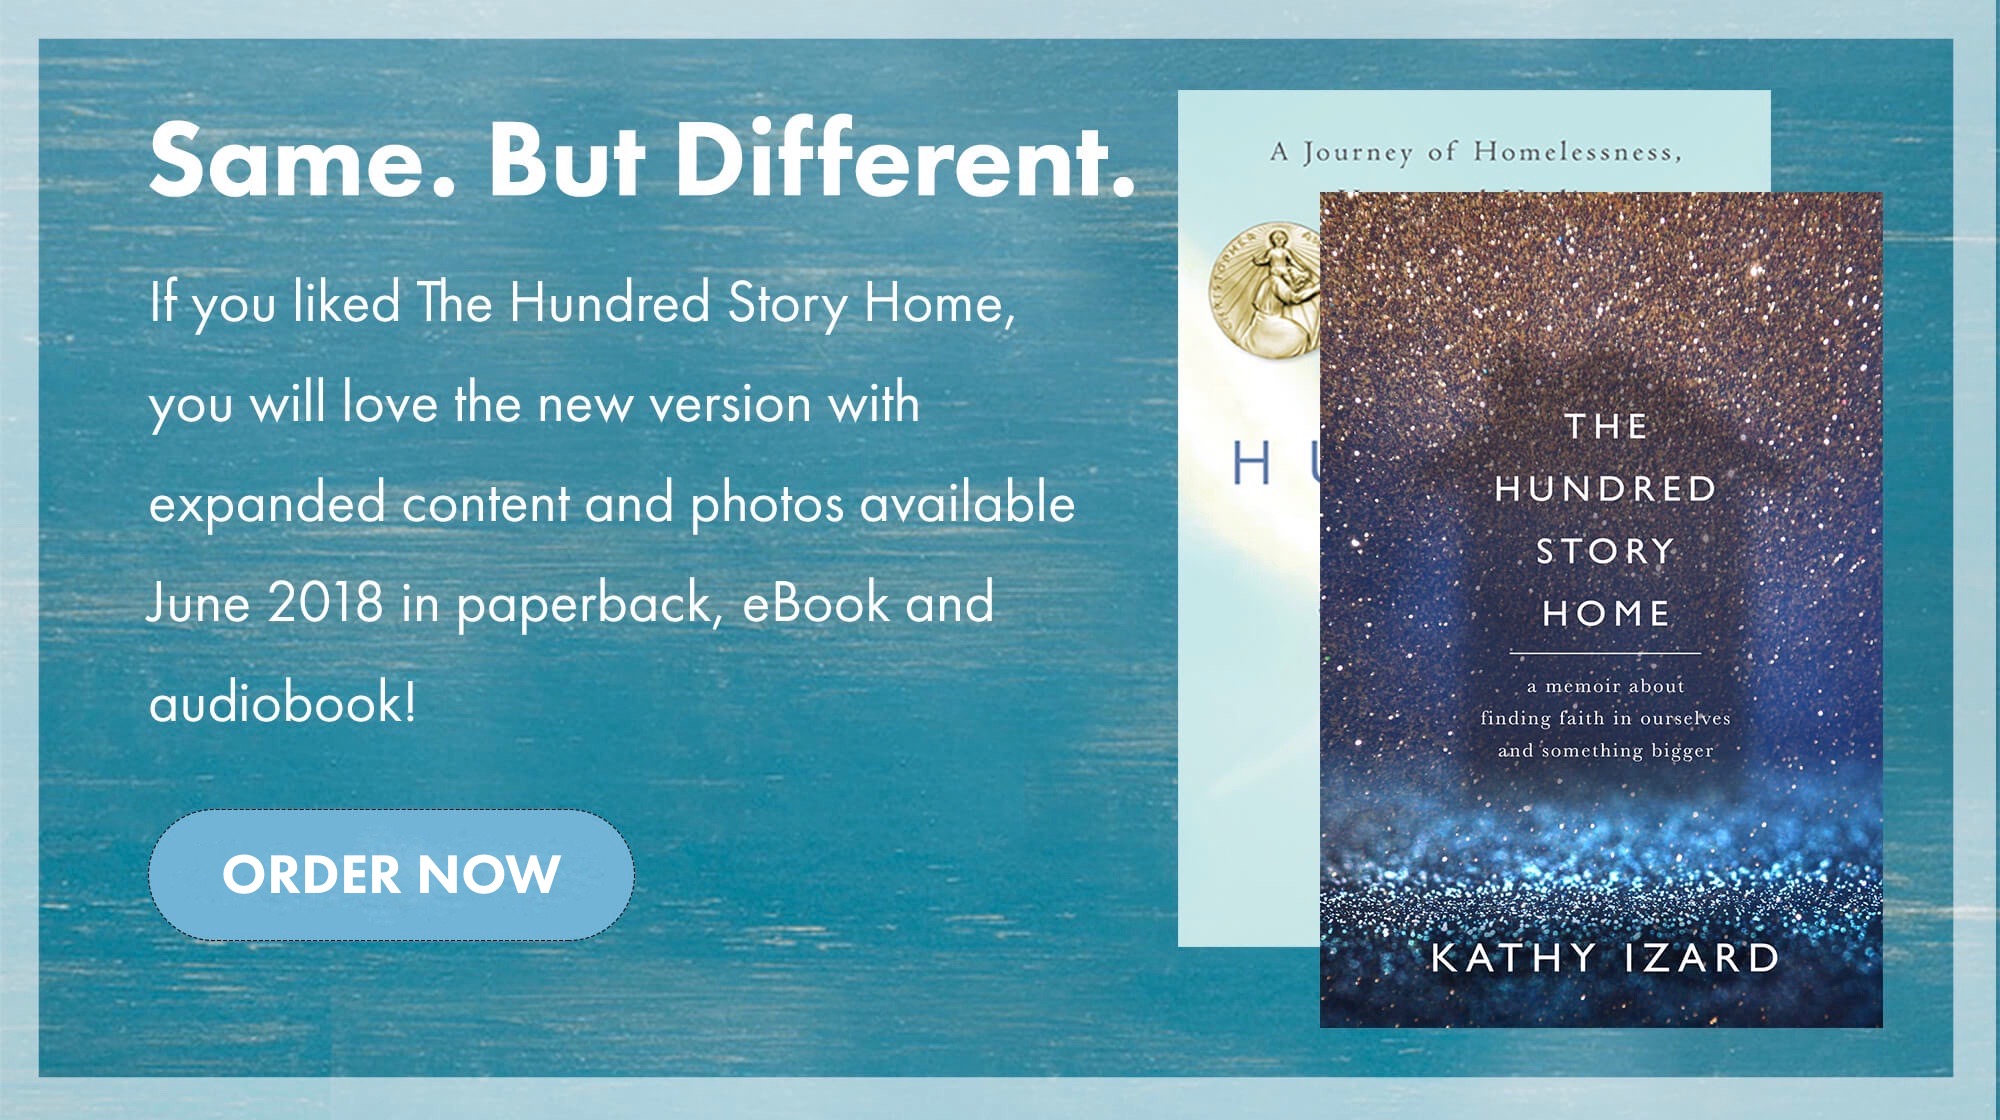 Same. But Different.
If you liked The Hundred Story Home,
you will love the new version with
expanded content and photos available
June 2018 in paperback, eBook and
audiobook!
ORDER NOW
A Journey of Homelessness,
H
THE
HUNDRED
STORY
HOME
a memoir about
finding faith in ourselves
and something bigger
KATHY IZARD